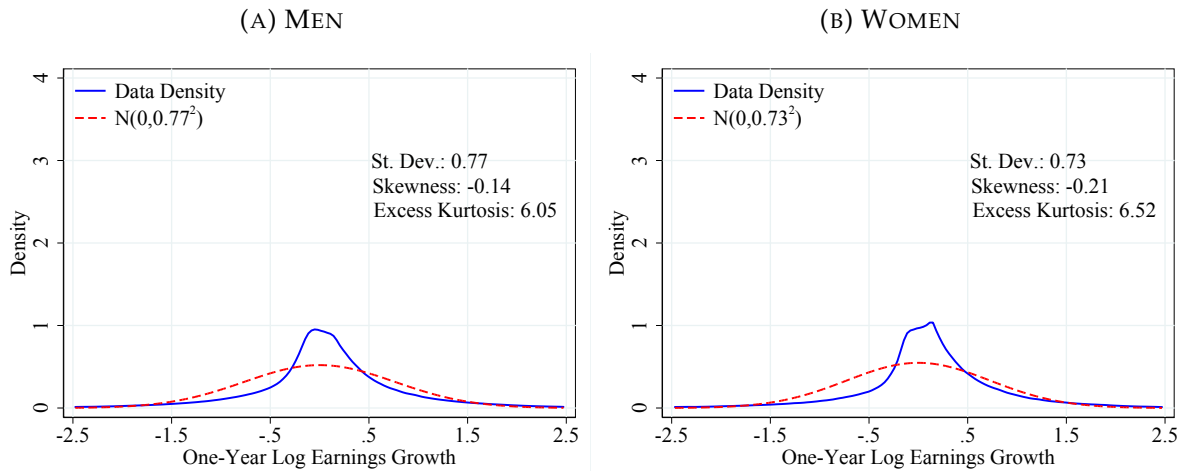 (A) MEN
4
3
2
1
0
Density
Data Density
N(0,0.77²)
St. Dev.: 0.77
Skewness: -0.14
Excess Kurtosis: 6.05
-2.5 -1.5 -.5 .5 1.5 2.5
One-Year Log Earnings Growth
(B) WOMEN
4
3
2
1
0
Density
Data Density
N(0,0.73²)
St. Dev.: 0.73
Skewness: -0.21
Excess Kurtosis: 6.52
-2.5 -1.5 -.5 .5 1.5 2.5
One-Year Log Earnings Growth